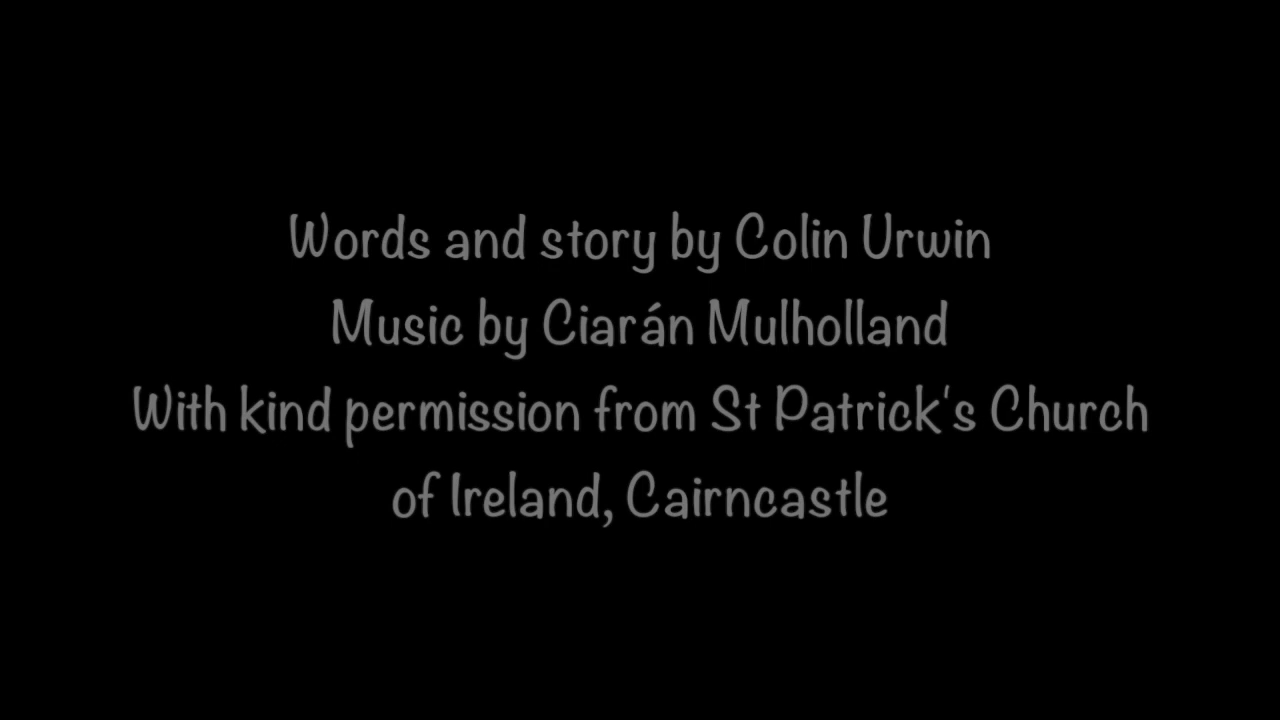 Words and story by Colin Urwin
Music by Ciarán Mulholland
With kind permission from St Patrick's Church
of Ireland, Cairncastle